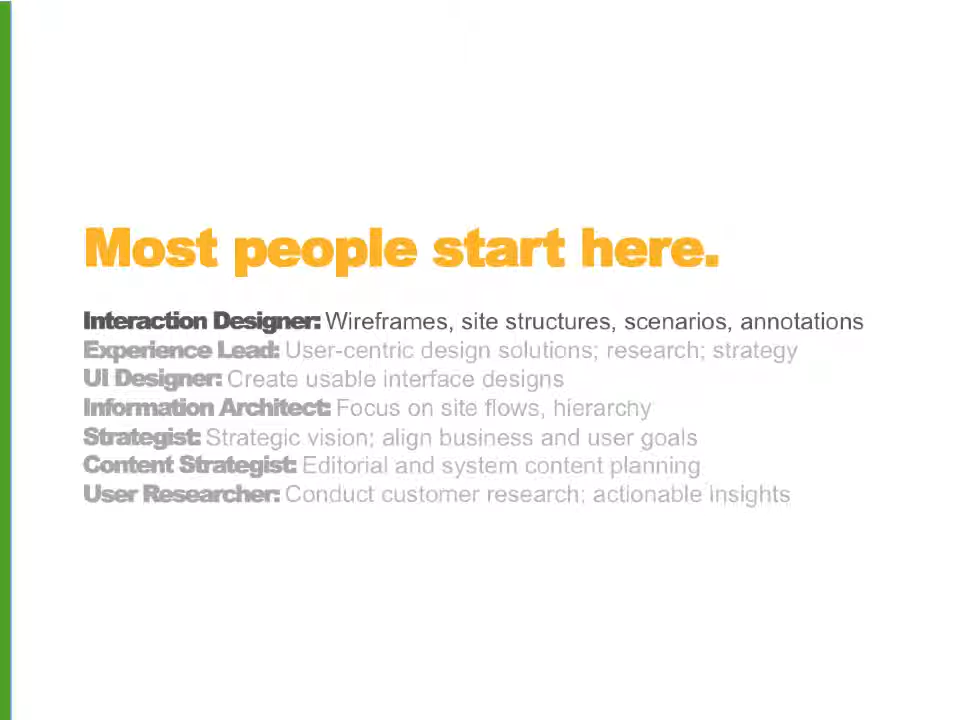 Most people start here.
Interaction Designer: Wireframes, site structures, scenarios, annotations
Experience Lead: User-centric design solutions; research; strategy
UI Designer: Create usable interface designs
Information Architect: Focus on site flows, hierarchy
Strategist: Strategic vision; align business and user goals
Content Strategist: Editorial and system content planning
User Researcher: Conduct customer research; actionable insights